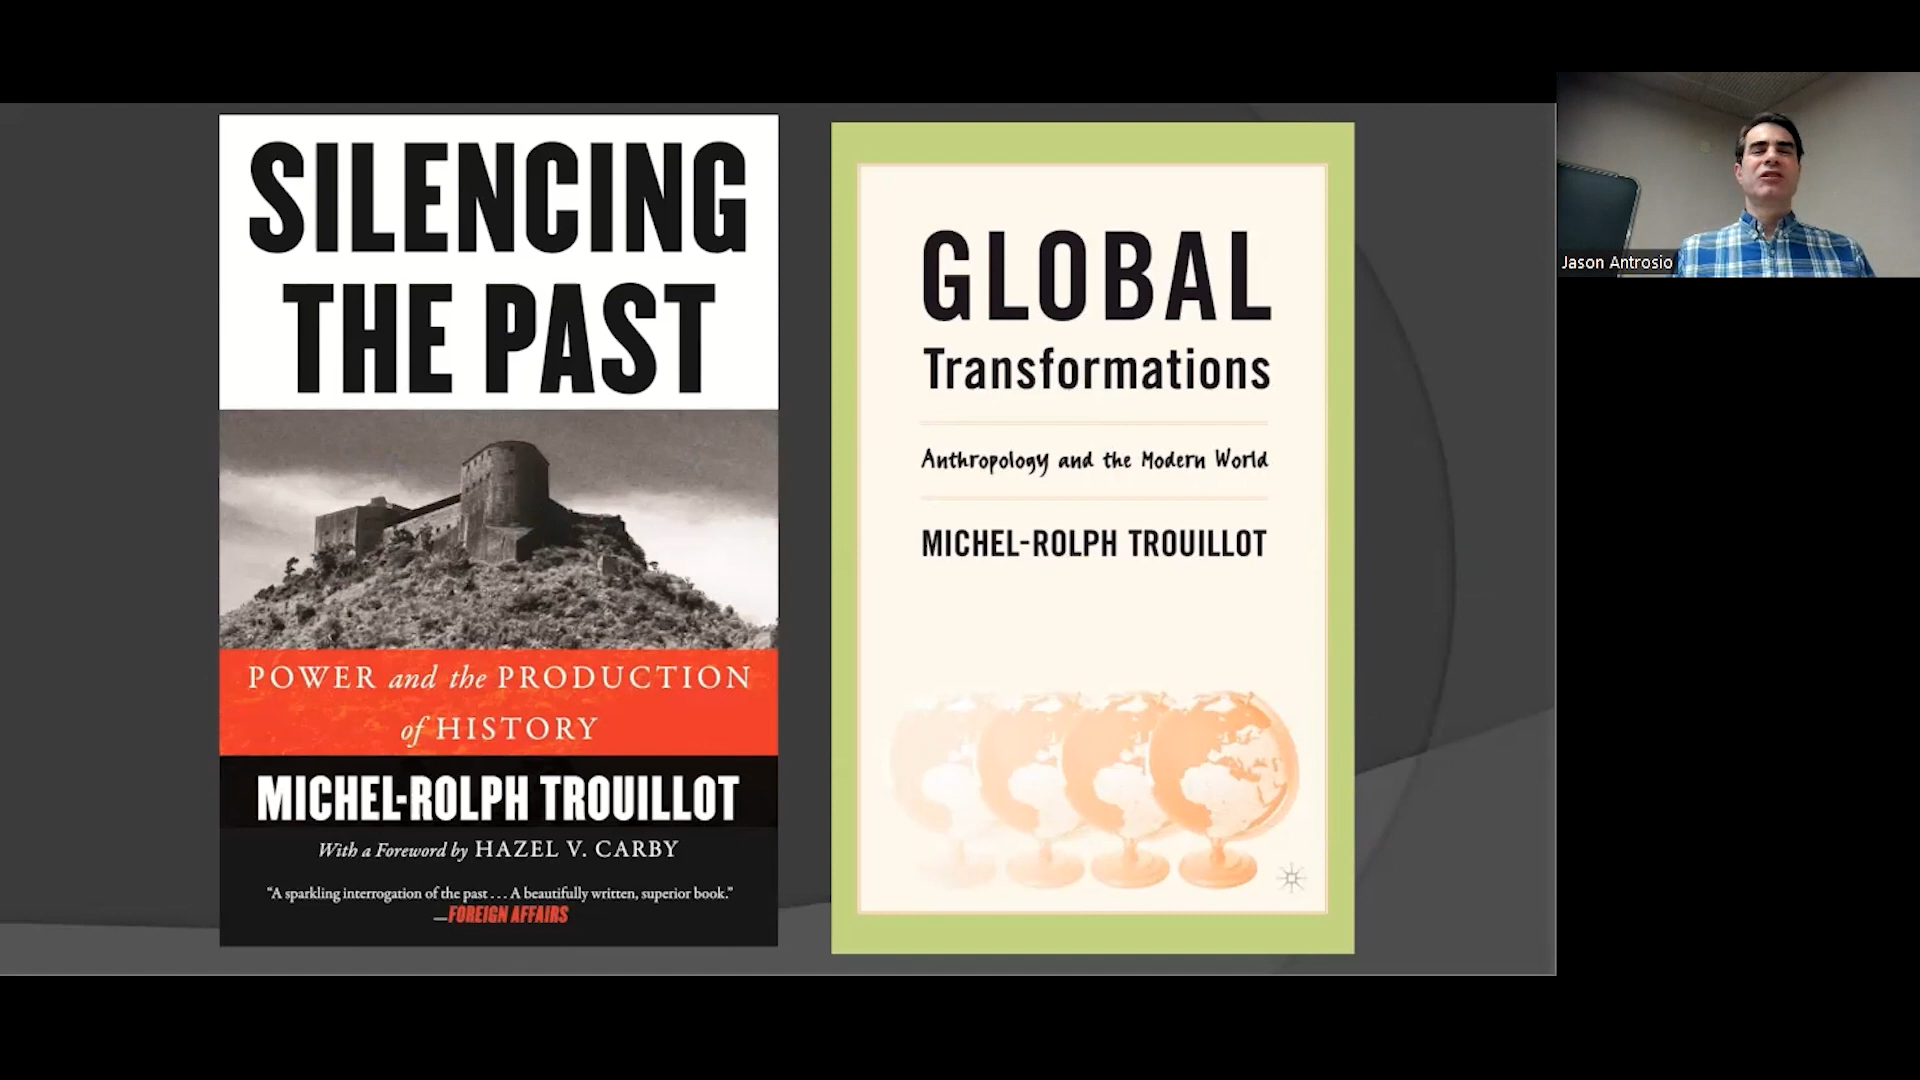 SILENCING
THE PAST
POWER and the PRODUCTION
of HISTORY
MICHEL-ROLPH TROUILLOT
With a Foreword by HAZEL V. CARBY
“A sparkling interrogation of the past . . . A beautifully written, superior book.”
—FOREIGN AFFAIRS
GLOBAL
Transformations
Anthropology and the Modern World
MICHEL-ROLPH TROUILLOT
Jason Antrosio